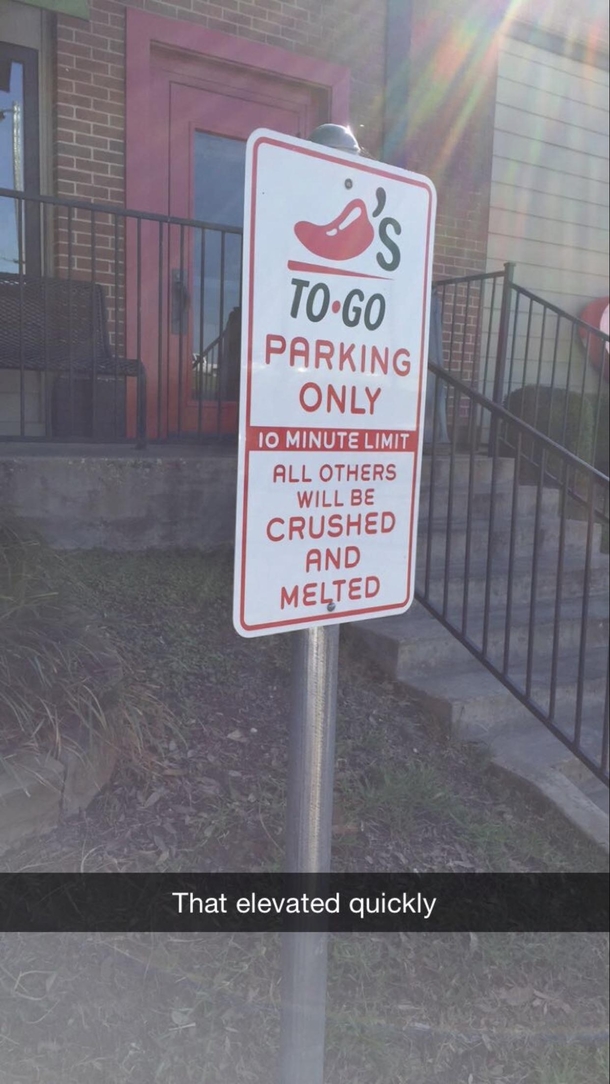 'S
TO•GO
PARKING
ONLY
10 MINUTE LIMIT
ALL OTHERS
WILL BE
CRUSHED
AND
MELTED
That elevated quickly